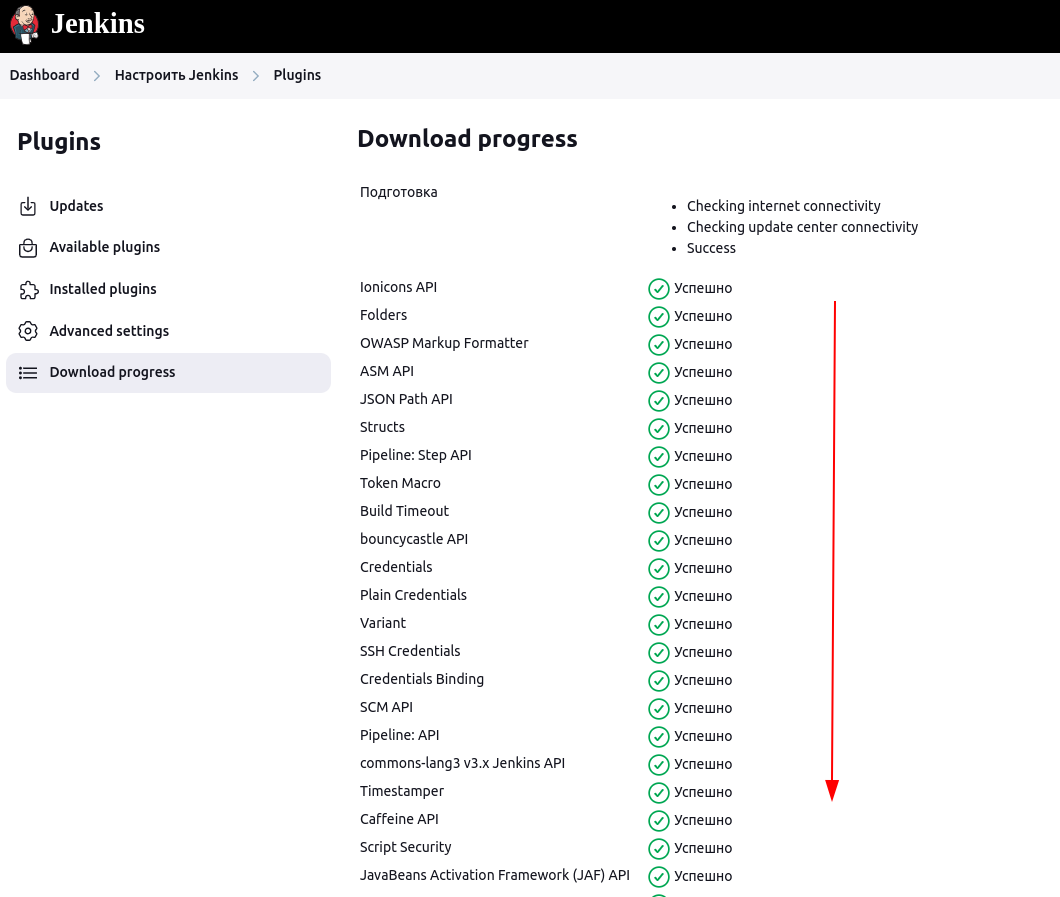 Jenkins
Dashboard > Настроить Jenkins > Plugins
Plugins
Updates
Available plugins
Installed plugins
Advanced settings
Download progress
Download progress
Подготовка
Checking internet connectivity
Checking update center connectivity
Success
Ionicons API Успешно
Folders Успешно
OWASP Markup Formatter Успешно
ASM API Успешно
JSON Path API Успешно
Structs Успешно
Pipeline: Step API Успешно
Token Macro Успешно
Build Timeout Успешно
bouncycastle API Успешно
Credentials Успешно
Plain Credentials Успешно
Variant Успешно
SSH Credentials Успешно
Credentials Binding Успешно
SCM API Успешно
Pipeline: API Успешно
commons-lang3 v3.x Jenkins API Успешно
Timestamper Успешно
Caffeine API Успешно
Script Security Успешно
JavaBeans Activation Framework (JAF) API Успешно